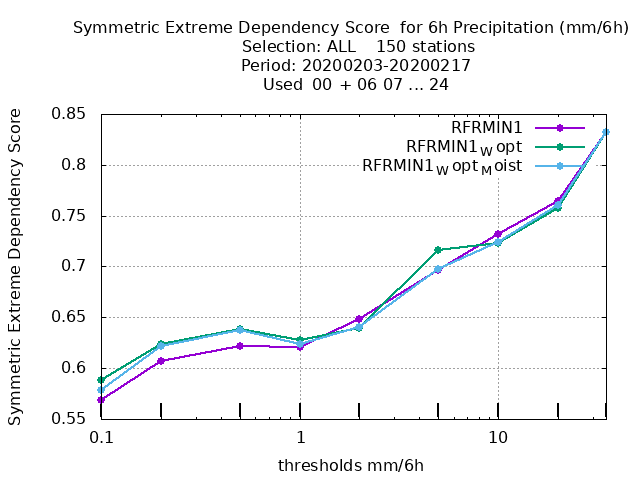 Symmetric Extreme Dependency Score  for 6h Precipitation (mm/6h)
Selection: ALL    150 stations
Period: 20200203-20200217
Used  00  + 06 07 ... 24
0.85
0.8
0.75
0.7
0.65
0.6
0.55
Symmetric Extreme Dependency Score
RFRMIN1
RFRMIN1Wopt
RFRMIN1WoptMoist
0.1
1
10
thresholds mm/6h